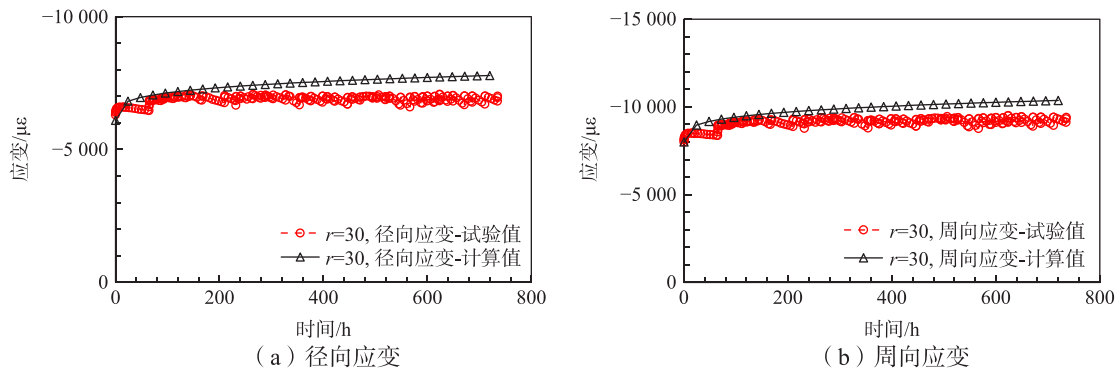 −10 000
−5 000
0
应变/με
0
200
400
600
800
时间/h
r=30, 径向应变-试验值
r=30, 径向应变-计算值
（a）径向应变
−15 000
−10 000
−5 000
0
应变/με
0
200
400
600
800
时间/h
r=30, 周向应变-试验值
r=30, 周向应变-计算值
（b）周向应变